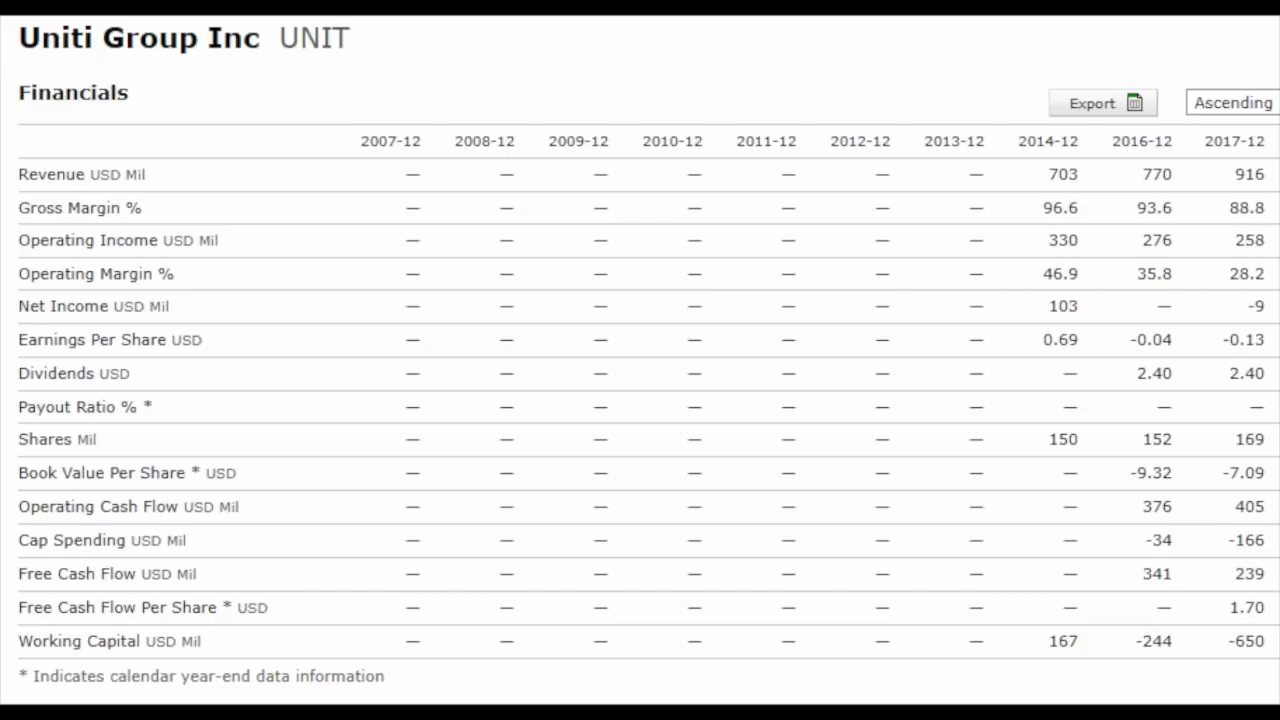 Uniti Group Inc UNIT
Financials
Export
Ascending
2007-12 2008-12 2009-12 2010-12 2011-12 2012-12 2013-12 2014-12 2016-12 2017-12
Revenue USD Mil — — — — — — — 703 770 916
Gross Margin % — — — — — — — 96.6 93.6 88.8
Operating Income USD Mil — — — — — — — 330 276 258
Operating Margin % — — — — — — — 46.9 35.8 28.2
Net Income USD Mil — — — — — — — 103 — -9
Earnings Per Share USD — — — — — — — 0.69 -0.04 -0.13
Dividends USD — — — — — — — — 2.40 2.40
Payout Ratio % * — — — — — — — — — —
Shares Mil — — — — — — — 150 152 169
Book Value Per Share * USD — — — — — — — — -9.32 -7.09
Operating Cash Flow USD Mil — — — — — — — — 376 405
Cap Spending USD Mil — — — — — — — — -34 -166
Free Cash Flow USD Mil — — — — — — — — 341 239
Free Cash Flow Per Share * USD — — — — — — — — — 1.70
Working Capital USD Mil — — — — — — — 167 -244 -650
* Indicates calendar year-end data information